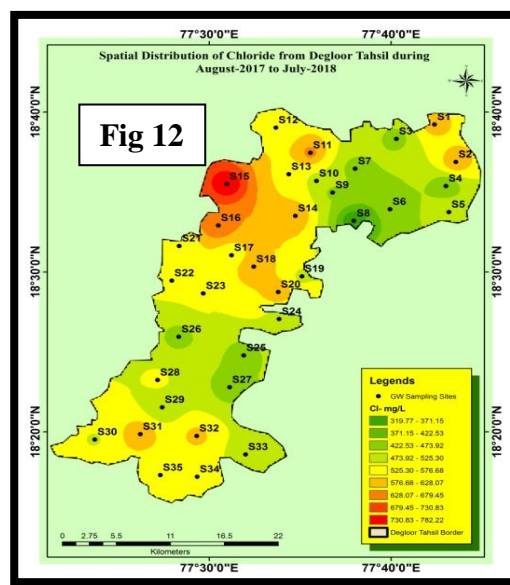 77°30'0"E 77°40'0"E
Spatial Distribution of Chloride from Degloor Tahsil during
August-2017 to July-2018
18°40'0"N 18°40'0"N
Fig 12
S12 S3 S1
S11 S2
S13 S10 S7 S4
S15 S9
S14 S6 S5
S16 S8
S21 S17
S18 S19
18°30'0"N 18°30'0"N
S22 S23 S20
S24
S26
S25
S28 S27
S29
S30 S31 S32
S33
S35 S34
18°20'0"N 18°20'0"N
Legends
GW Sampling Sites
Cl- mg/L
319.77 - 371.15
371.15 - 422.53
422.53 - 473.92
473.92 - 525.30
525.30 - 576.68
576.68 - 628.07
628.07 - 679.45
679.45 - 730.83
730.83 - 782.22
Degloor Tahsil Border
0 2.75 5.5 11 16.5 22
Kilometers
77°30'0"E 77°40'0"E